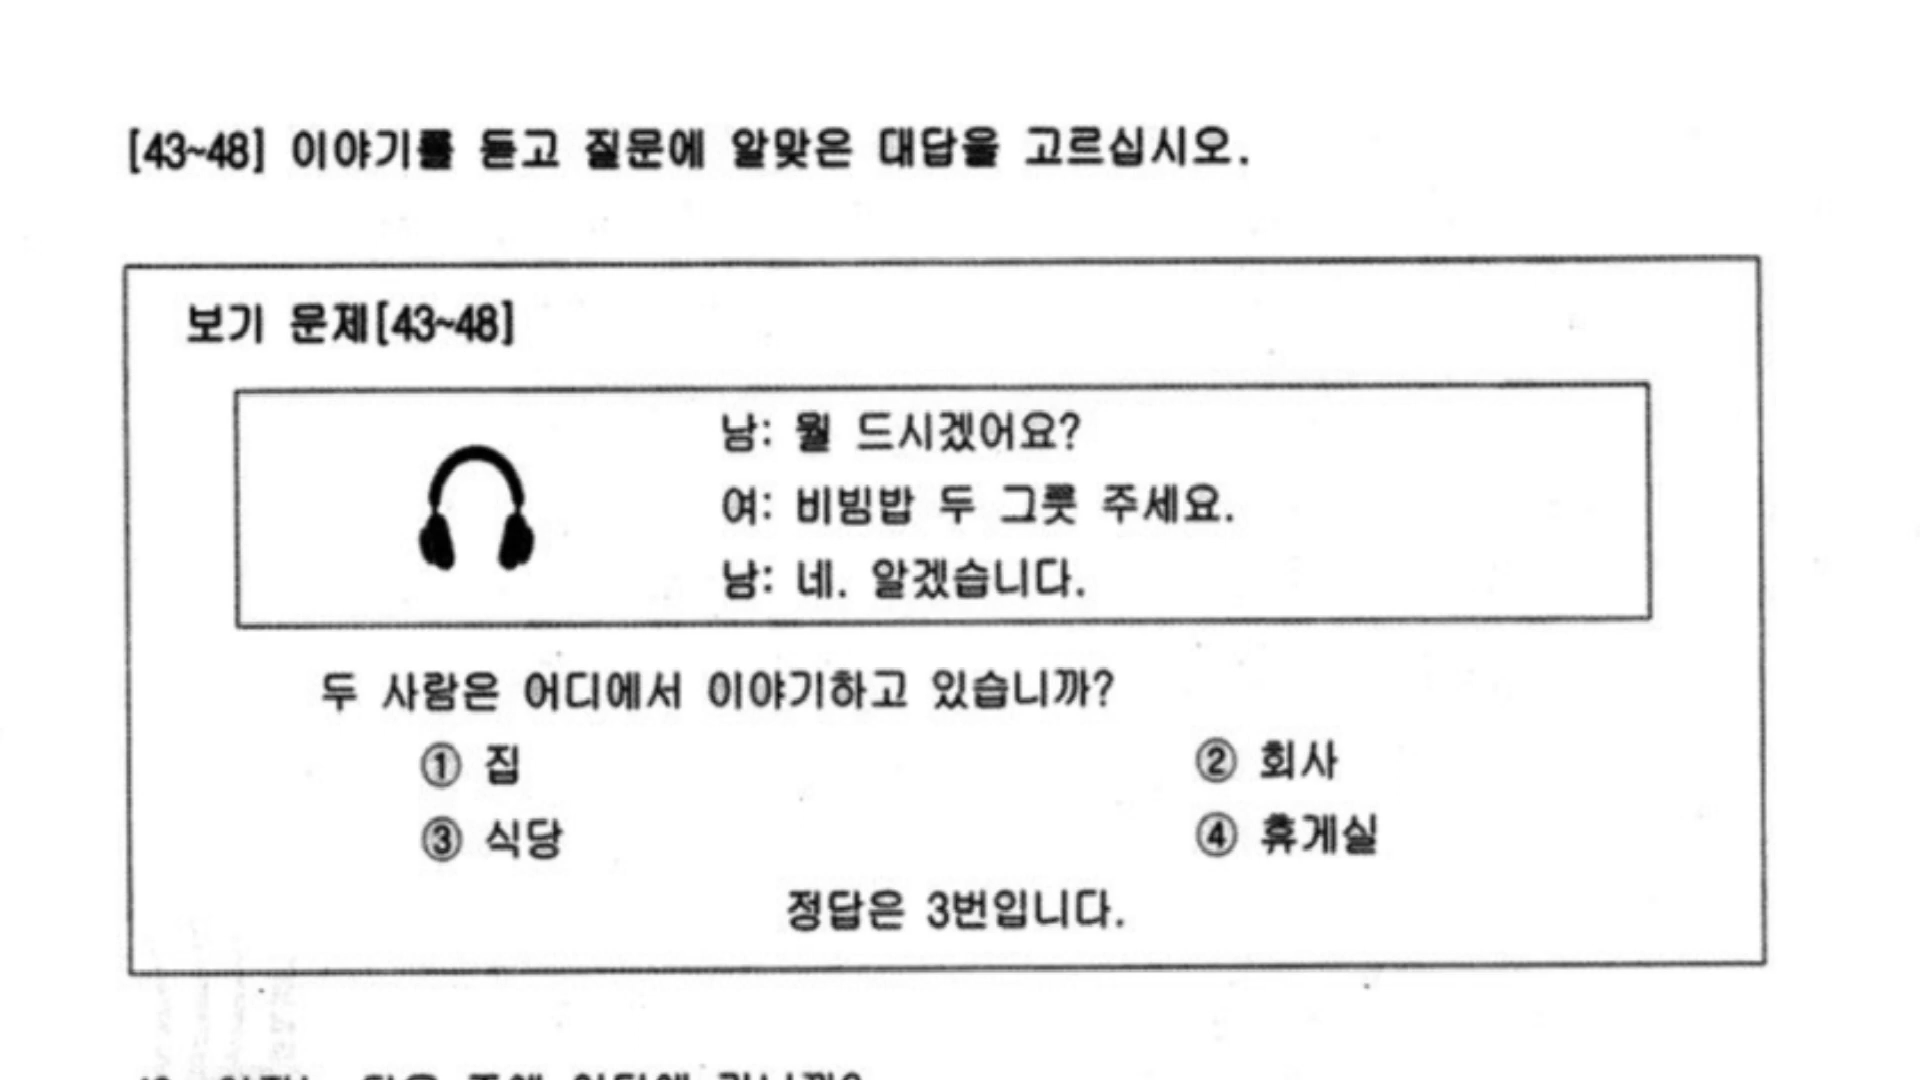 [43~48] 이야기를 듣고 질문에 알맞은 대답을 고르십시오.
보기 문제[43~48]
남: 뭘 드시겠어요?
여: 비빔밥 두 그릇 주세요.
남: 네. 알겠습니다.
두 사람은 어디에서 이야기하고 있습니까?
① 집 ② 회사
③ 식당 ④ 휴게실
정답은 3번입니다.